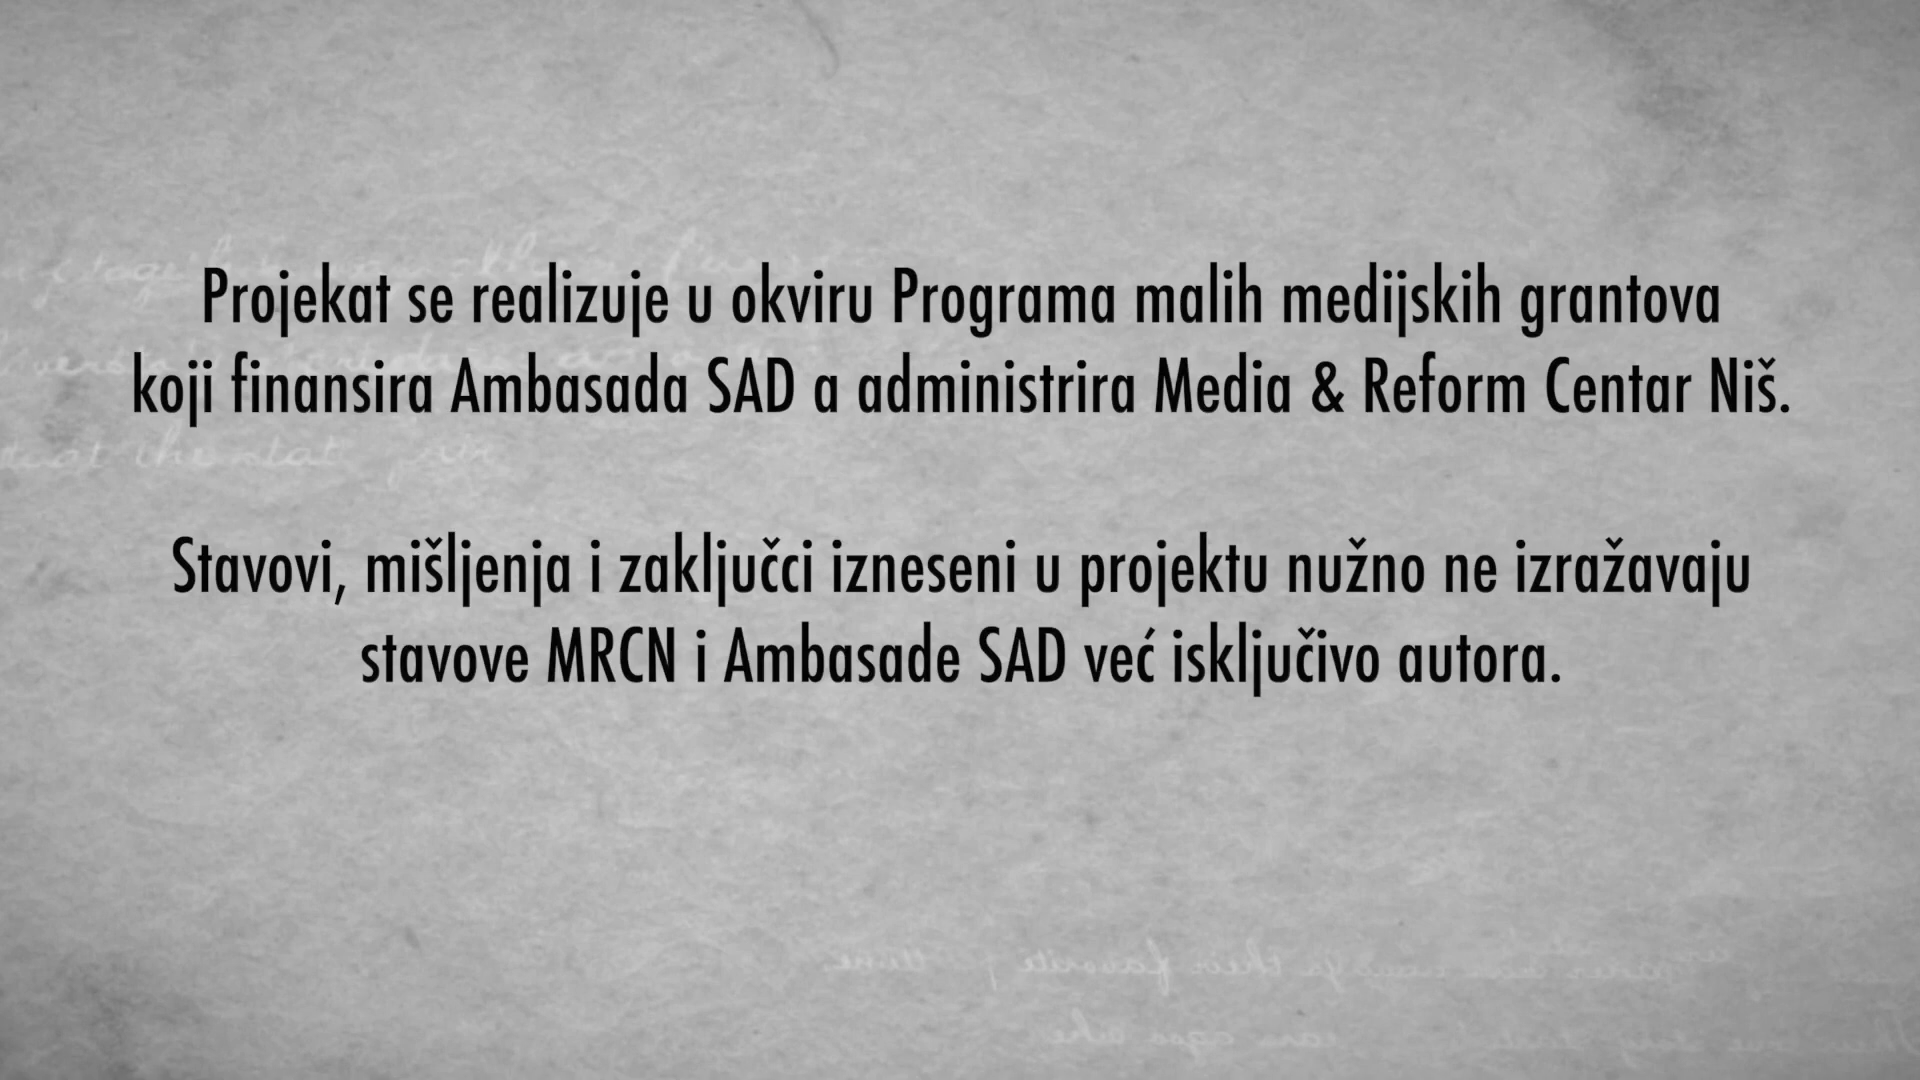 Projekat se realizuje u okviru Programa malih medijskih grantova
koji finansira Ambasada SAD a administrira Media & Reform Centar Niš.
Stavovi, mišljenja i zaključci izneseni u projektu nužno ne izražavaju
stavove MRCN i Ambasade SAD već isključivo autora.